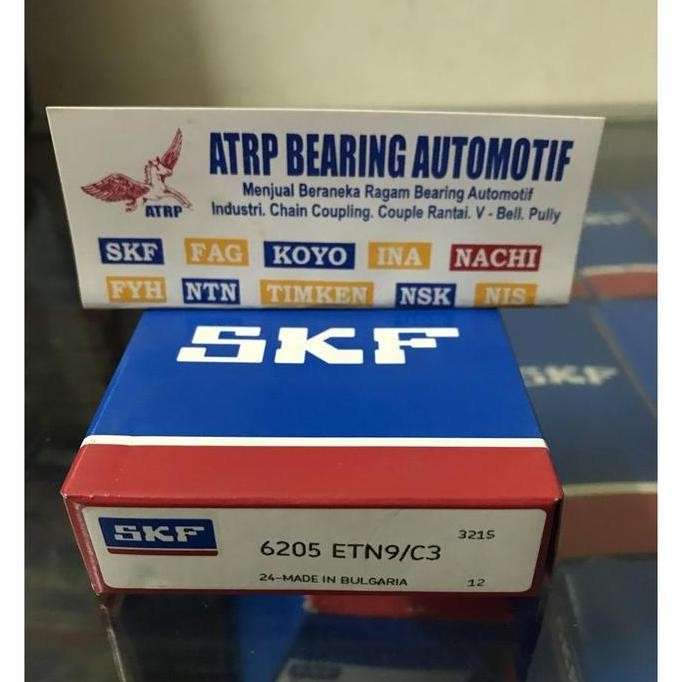 ATRP BEARING AUTOMOTIF
Menjual Beraneka Ragam Bearing Automotif
Industri. Chain Coupling. Couple Rantai. V - Bell. Pully
ATRP
SKF FAG KOYO INA NACHI
FYH NTN TIMKEN NSK NIS
SKF
SKF
SKF
6205 ETN9/C3
3215
24-MADE IN BULGARIA
12